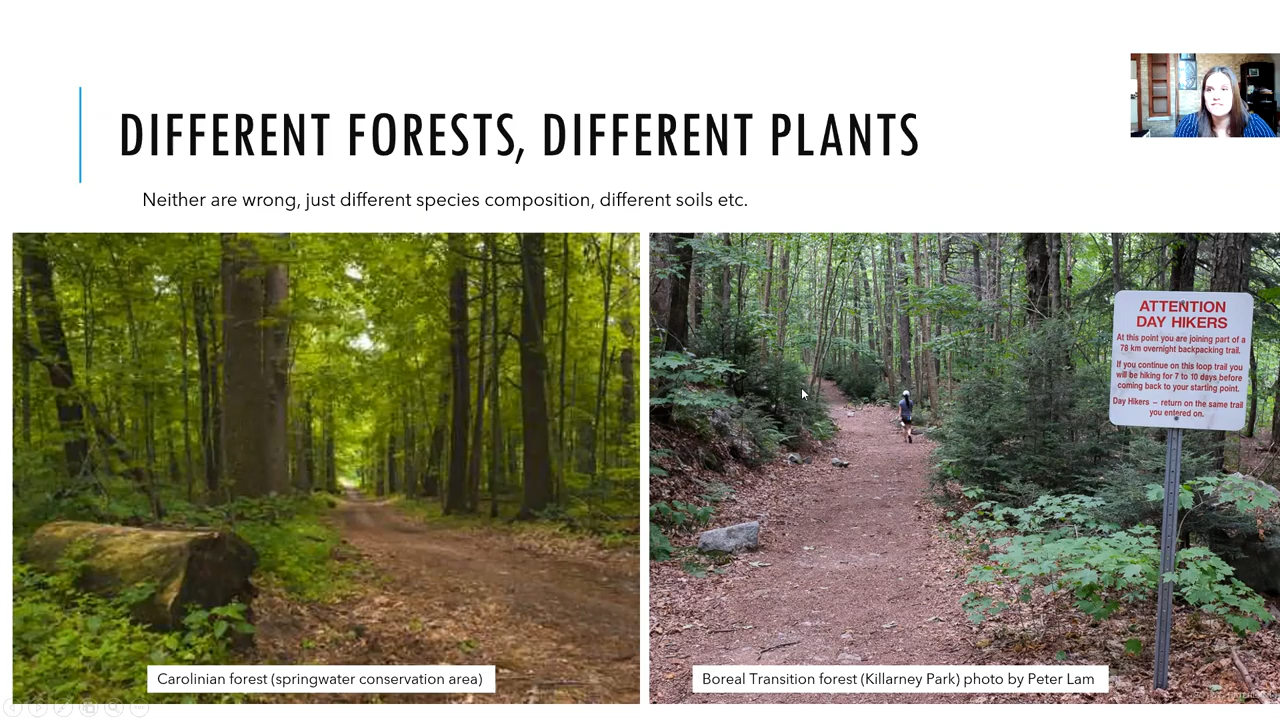 DIFFERENT FORESTS, DIFFERENT PLANTS
Neither are wrong, just different species composition, different soils etc.
ATTENTION
DAY HIKERS
At this point you are joining part of a
78 km overnight backpacking trail.
If you continue on this loop trail you
will be hiking for 7 to 10 days before
coming back to your starting point.
Day Hikers – return on the same trail
you entered on.
Carolinian forest (springwater conservation area)
Boreal Transition forest (Killarney Park) photo by Peter Lam